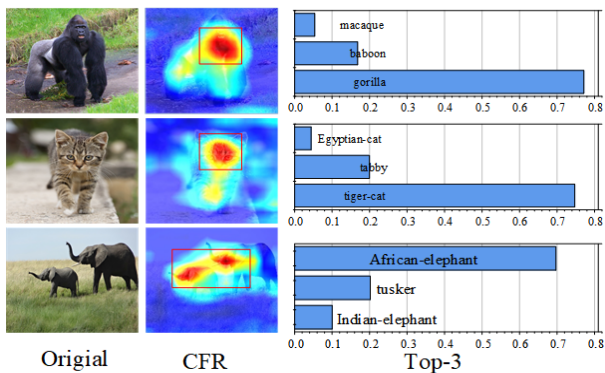 macaque
baboon
gorilla
0.0 0.1 0.2 0.3 0.4 0.5 0.6 0.7 0.8
Egyptian-cat
tabby
tiger-cat
0.0 0.1 0.2 0.3 0.4 0.5 0.6 0.7 0.8
African-elephant
tusker
Indian-elephant
0.0 0.1 0.2 0.3 0.4 0.5 0.6 0.7 0.8
Origial CFR Top-3